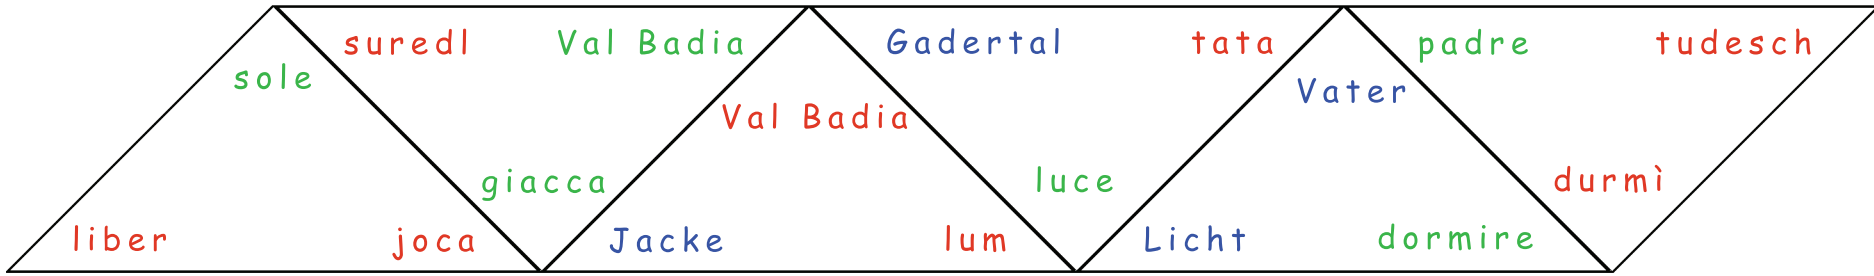 suredl Val Badia Gadertal tata padre tudesch
sole Vater
Val Badia
giacca luce durmì
liber joca Jacke lum Licht dormire